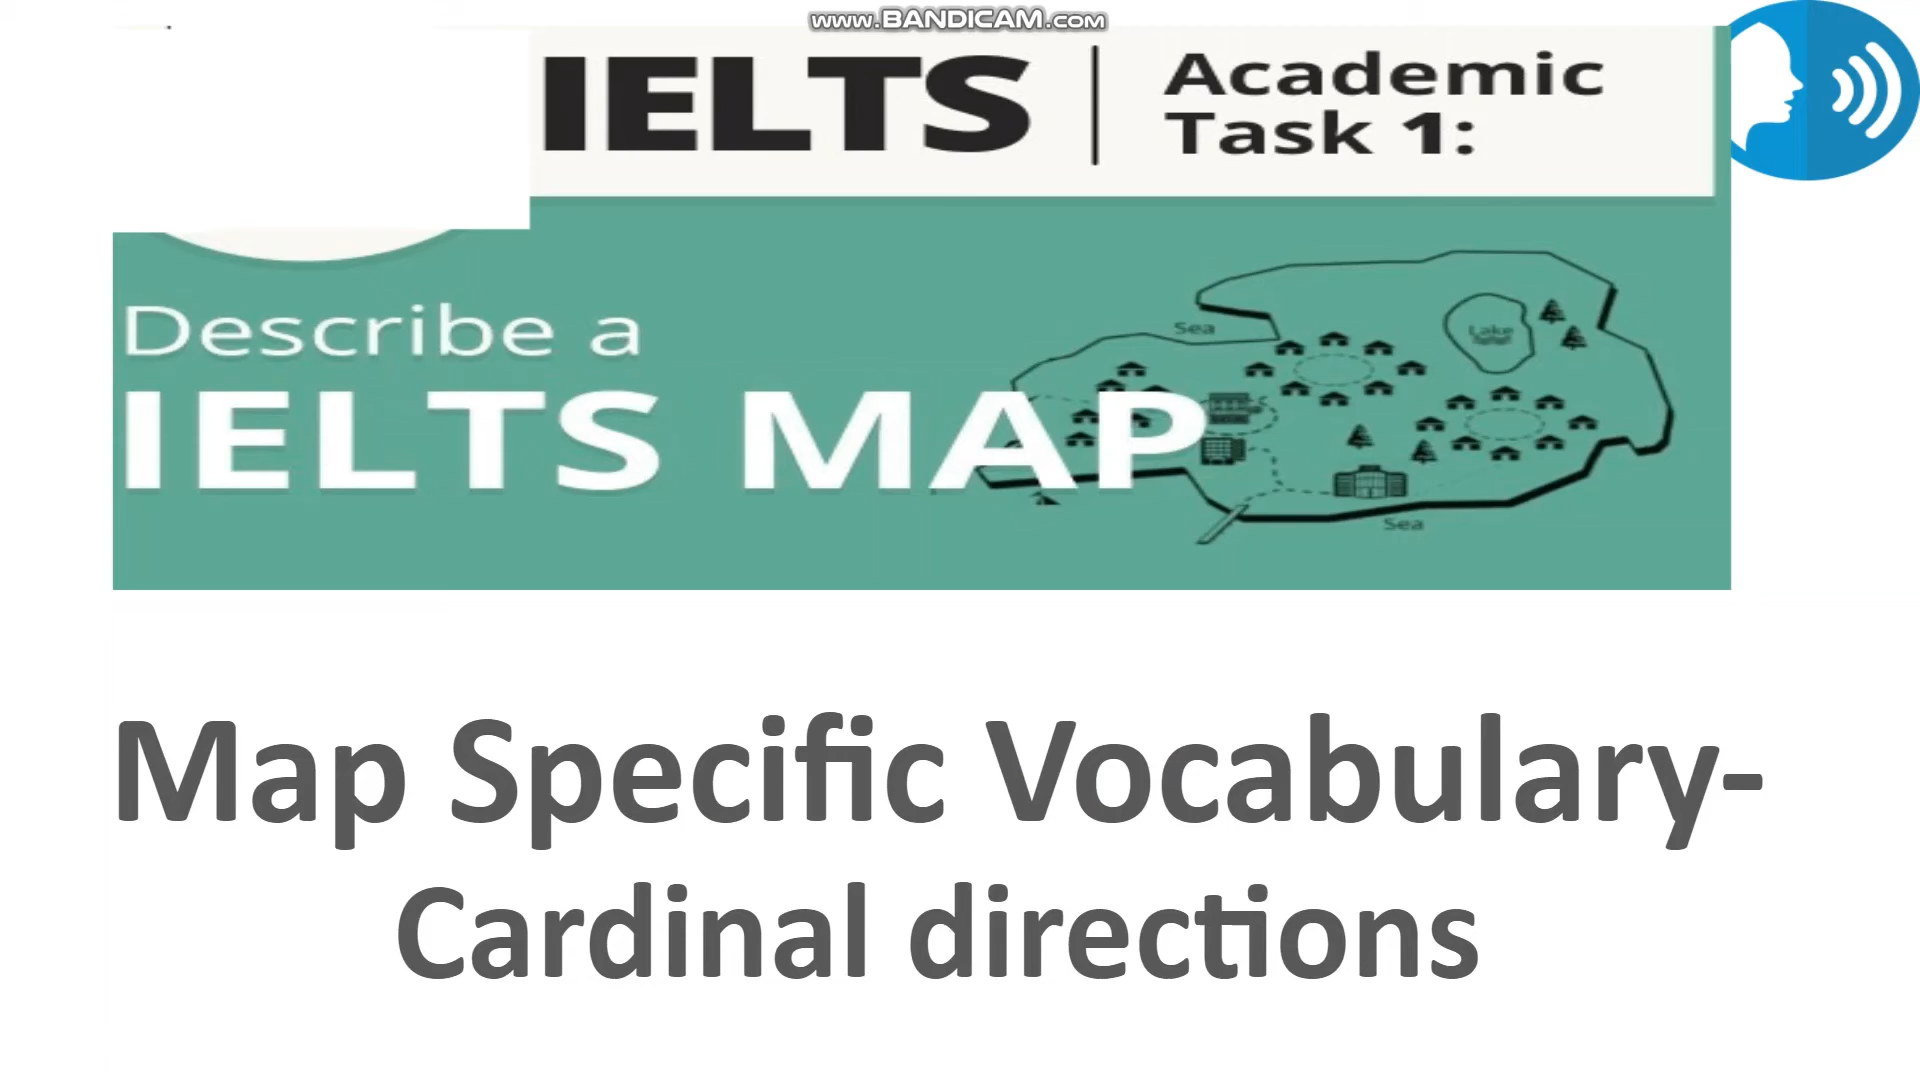 www.BANDICAM.com
IELTS
Academic
Task 1:
Describe a
IELTS MAP
Sea
Lake
Sea
Map Specific Vocabulary-
Cardinal directions